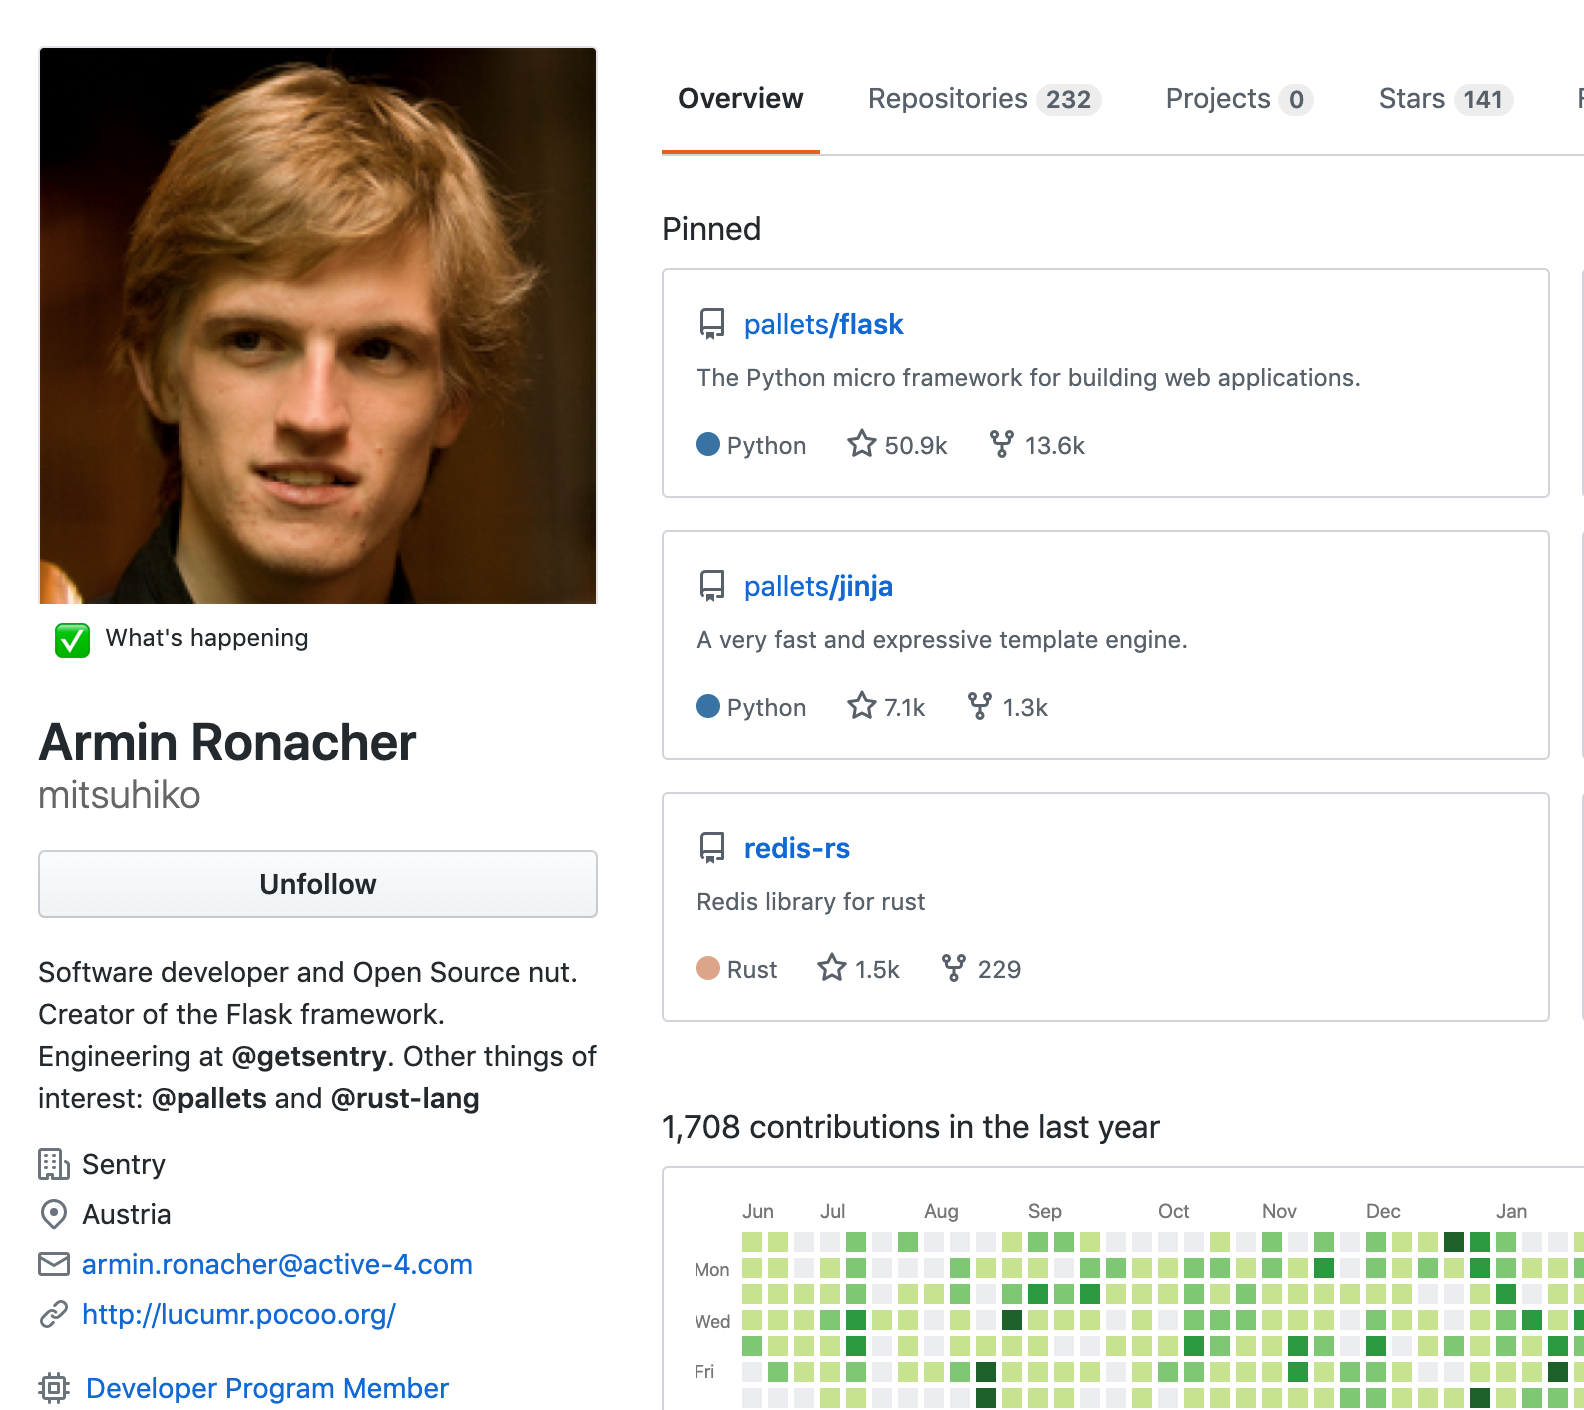 Overview Repositories 232 Projects 0 Stars 141
Pinned
pallets/flask
The Python micro framework for building web applications.
Python 50.9k 13.6k
pallets/jinja
A very fast and expressive template engine.
Python 7.1k 1.3k
redis-rs
Redis library for rust
Rust 1.5k 229
1,708 contributions in the last year
Jun Jul Aug Sep Oct Nov Dec Jan
Mon
Wed
Fri
What's happening
Armin Ronacher
mitsuhiko
Unfollow
Software developer and Open Source nut.
Creator of the Flask framework.
Engineering at @getsentry. Other things of
interest: @pallets and @rust-lang
Sentry
Austria
armin.ronacher@active-4.com
http://lucumr.pocoo.org/
Developer Program Member